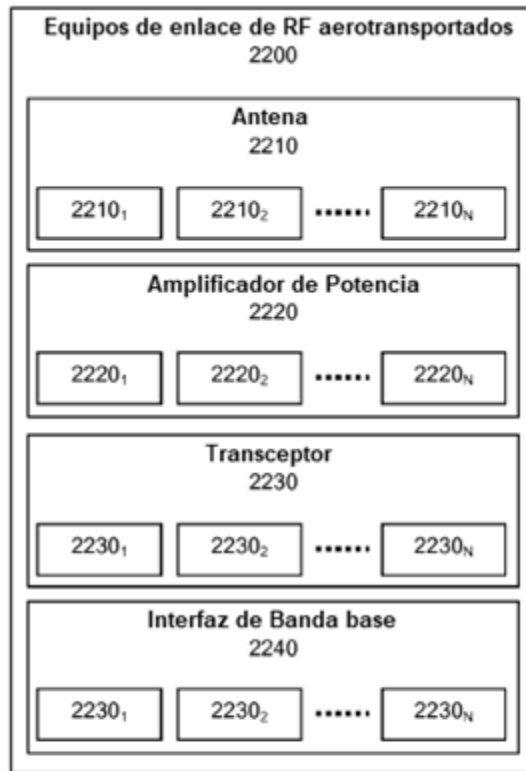 Equipos de enlace de RF aerotransportados
2200
Antena
2210
2210₁ 2210₂ ...... 2210ₙ
Amplificador de Potencia
2220
2220₁ 2220₂ ...... 2220ₙ
Transceptor
2230
2230₁ 2230₂ ...... 2230ₙ
Interfaz de Banda base
2240
2230₁ 2230₂ ...... 2230ₙ